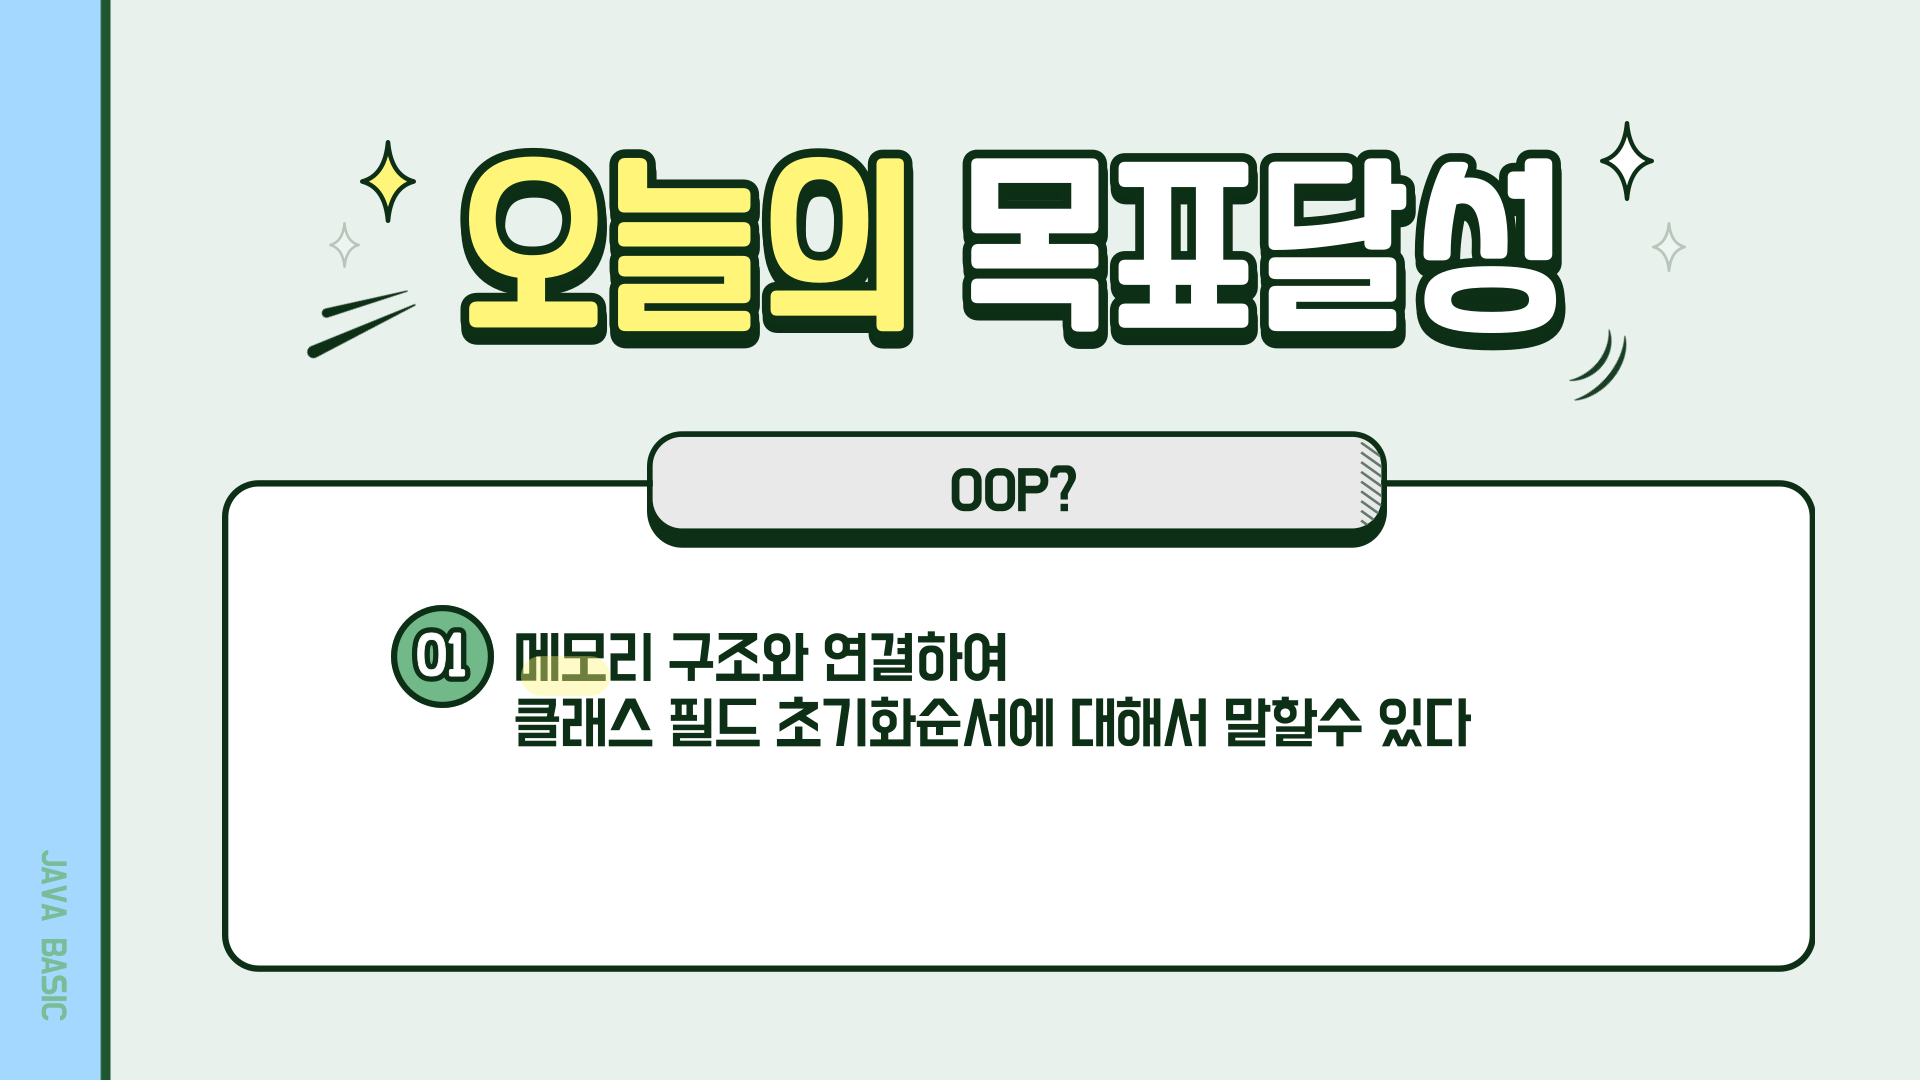 오늘의 목표달성
OOP?
01
메모리 구조와 연결하여
클래스 필드 초기화순서에 대해서 말할수 있다
JAVA BASIC